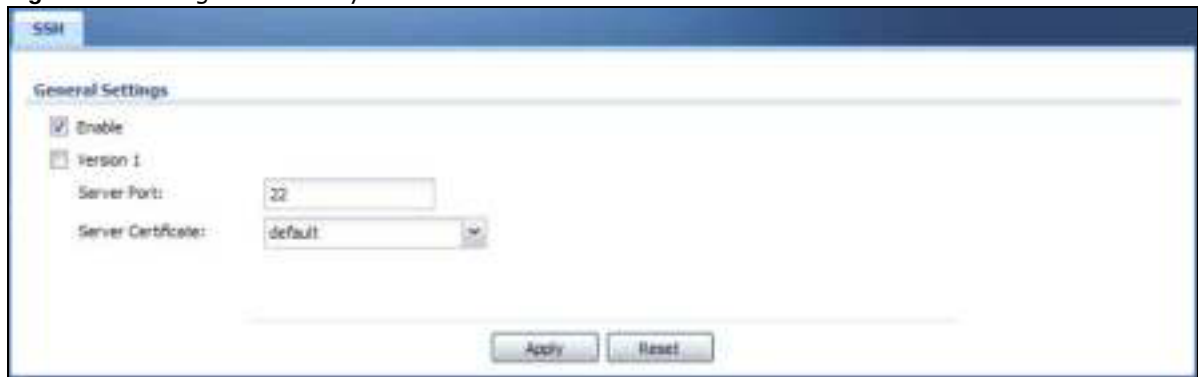 SSH
General Settings
Enable
Version 1
Server Port:
22
Server Certificate:
default
Apply
Reset